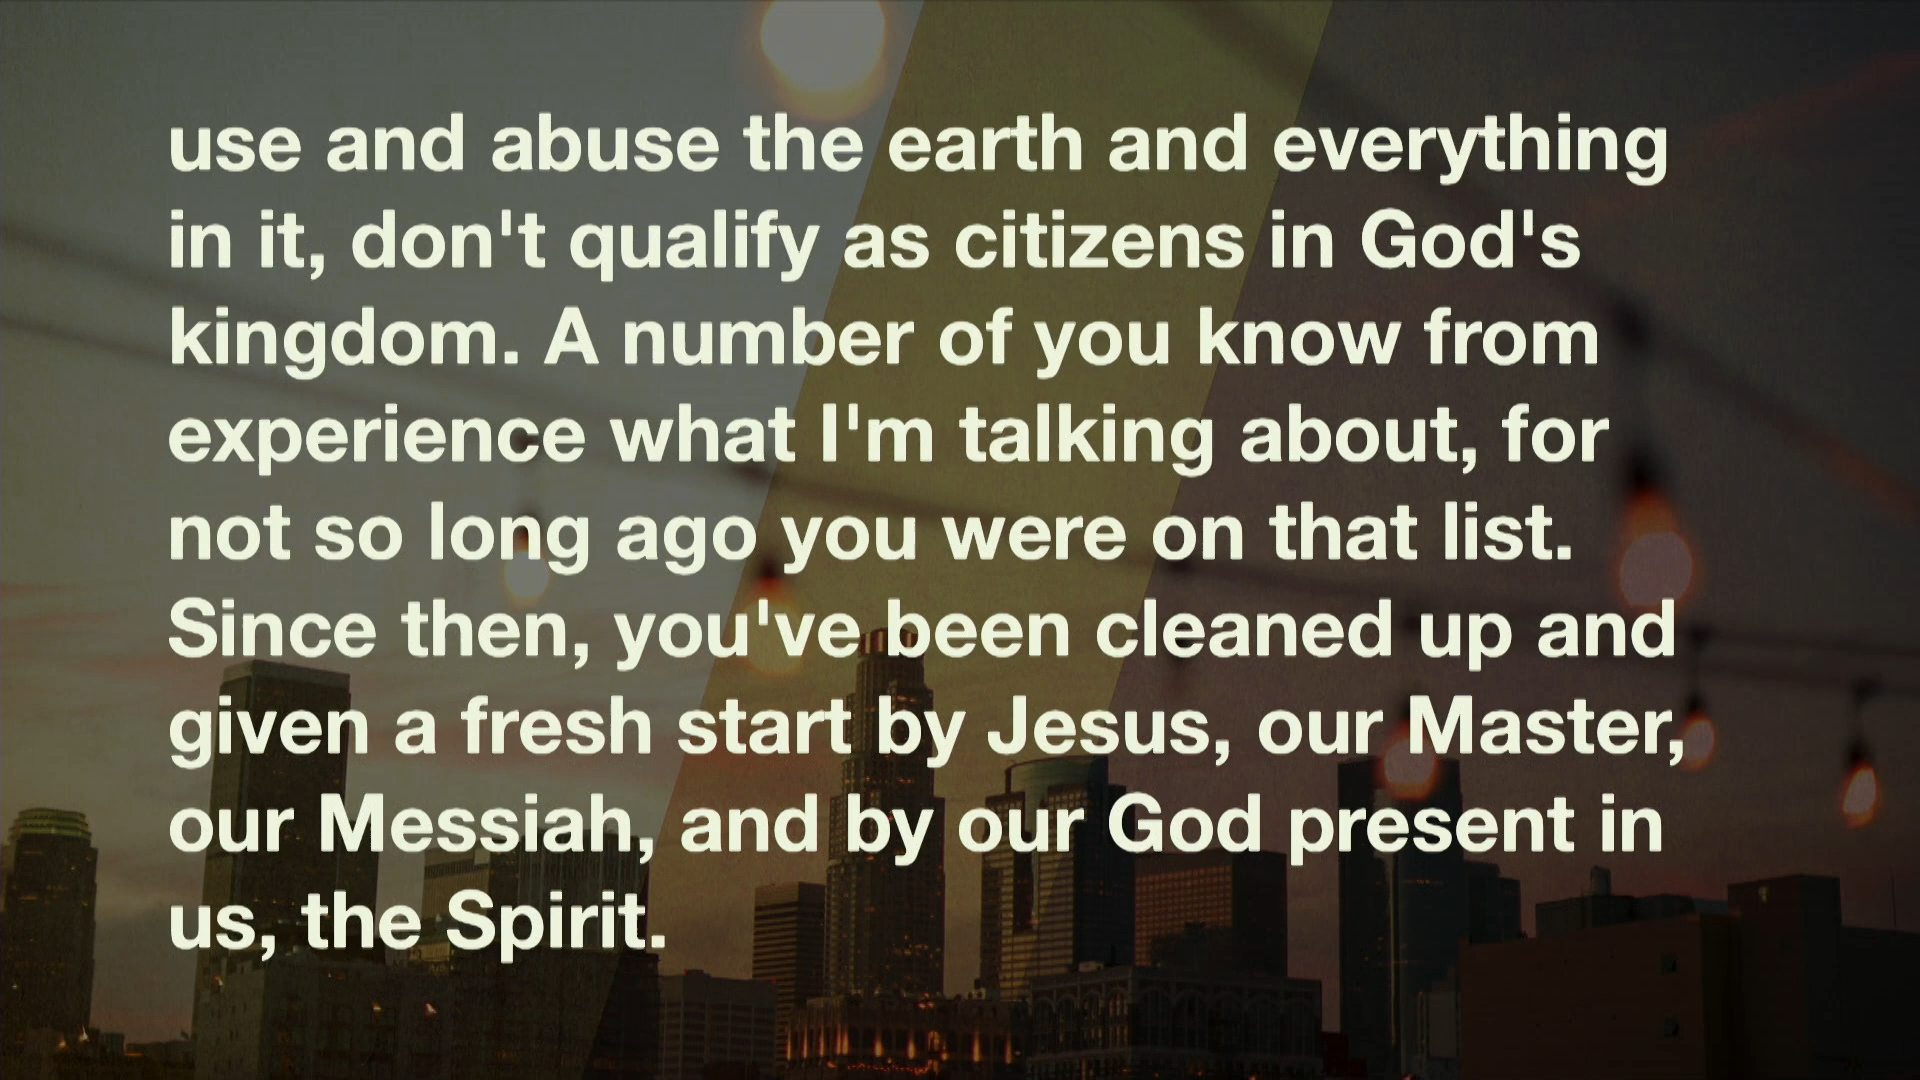 use and abuse the earth and everything
in it, don't qualify as citizens in God's
kingdom. A number of you know from
experience what I'm talking about, for
not so long ago you were on that list.
Since then, you've been cleaned up and
given a fresh start by Jesus, our Master,
our Messiah, and by our God present in
us, the Spirit.